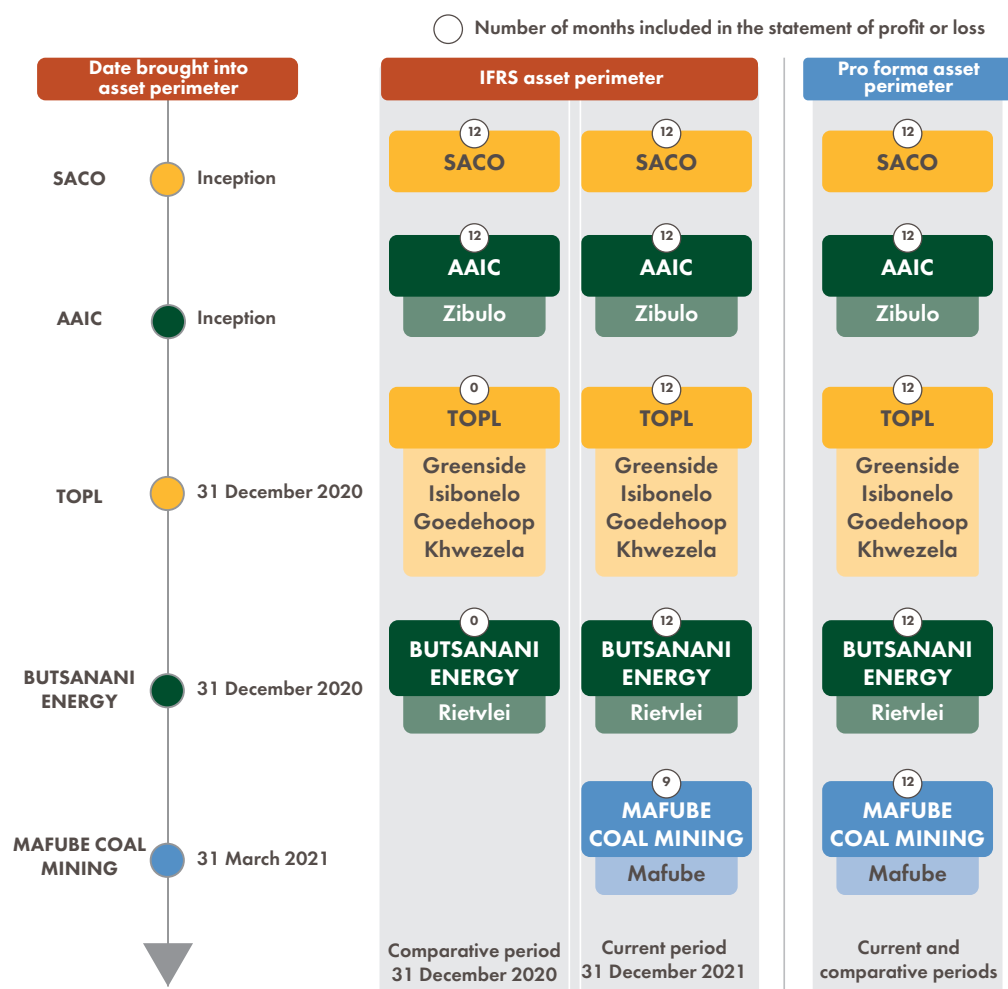 Number of months included in the statement of profit or loss
Date brought into
asset perimeter
IFRS asset perimeter
Pro forma asset
perimeter
SACO
Inception
12
SACO
12
SACO
12
SACO
AAIC
Inception
12
AAIC
Zibulo
12
AAIC
Zibulo
12
AAIC
Zibulo
TOPL
31 December 2020
0
TOPL
Greenside
Isibonelo
Goedehoop
Khwezela
12
TOPL
Greenside
Isibonelo
Goedehoop
Khwezela
12
TOPL
Greenside
Isibonelo
Goedehoop
Khwezela
BUTSANANI
ENERGY
31 December 2020
0
BUTSANANI
ENERGY
Rietvlei
12
BUTSANANI
ENERGY
Rietvlei
12
BUTSANANI
ENERGY
Rietvlei
MAFUBE COAL
MINING
31 March 2021
9
MAFUBE
COAL MINING
Mafube
12
MAFUBE
COAL MINING
Mafube
Comparative period
31 December 2020
Current period
31 December 2021
Current and
comparative periods